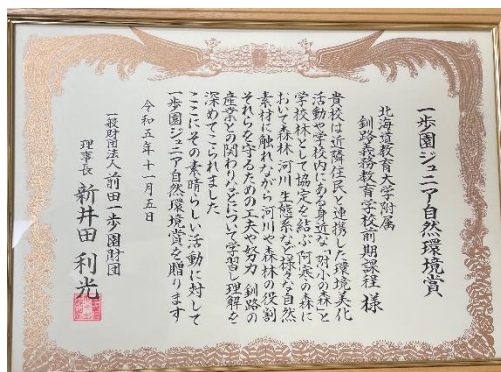 一歩園ジュニア自然環境賞
北海道教育大学附属
釧路義務教育学校前期課程 様
貴校は近隣住民と連携した環境美化
活動や学校内にある身近な「附小の森」と
学校林として協定を結ぶ「阿寒の森」に
おいて森林 河川 生態系など様々な自然
素材に触れながら河川や森林の役割
それらを守るための工夫や努力 釧路の
産業との関わりなどについて学習し理解を
深めてこられました
ここにその素晴らしい活動に対して
一歩園ジュニア自然環境賞を贈ります
令和五年十一月五日
一般財団法人 前田一歩園財団
理事長 新井田 利光